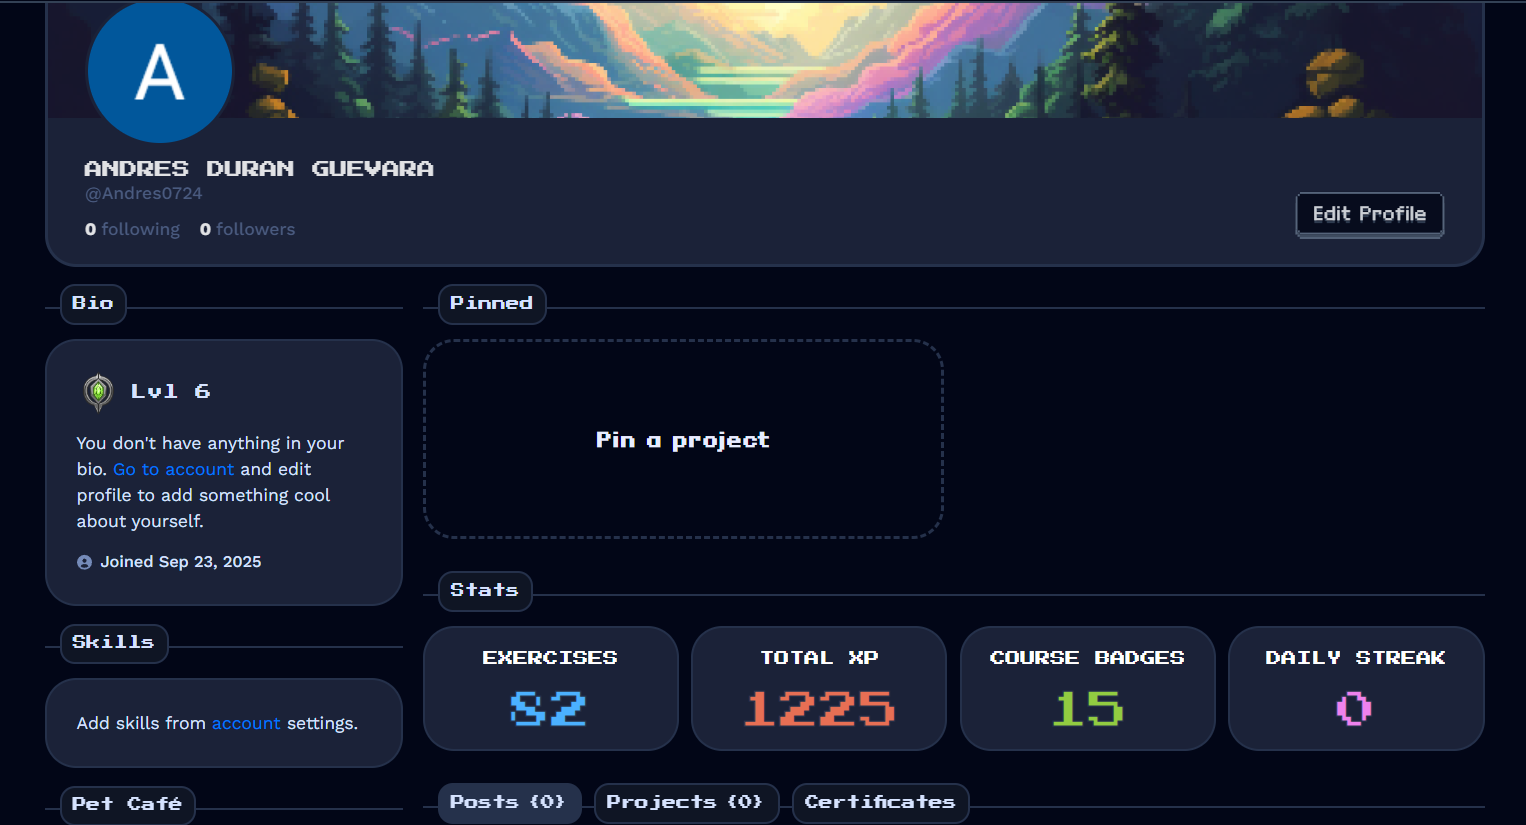 A
ANDRES DURAN GUEVARA
@Andres0724
0 following 0 followers
Edit Profile
Bio
Lvl 6
You don't have anything in your
bio. Go to account and edit
profile to add something cool
about yourself.
Joined Sep 23, 2025
Skills
Add skills from account settings.
Pet Café
Pinned
Pin a project
Stats
EXERCISES
82
TOTAL XP
1225
COURSE BADGES
15
DAILY STREAK
0
Posts {0} Projects {0} Certificates